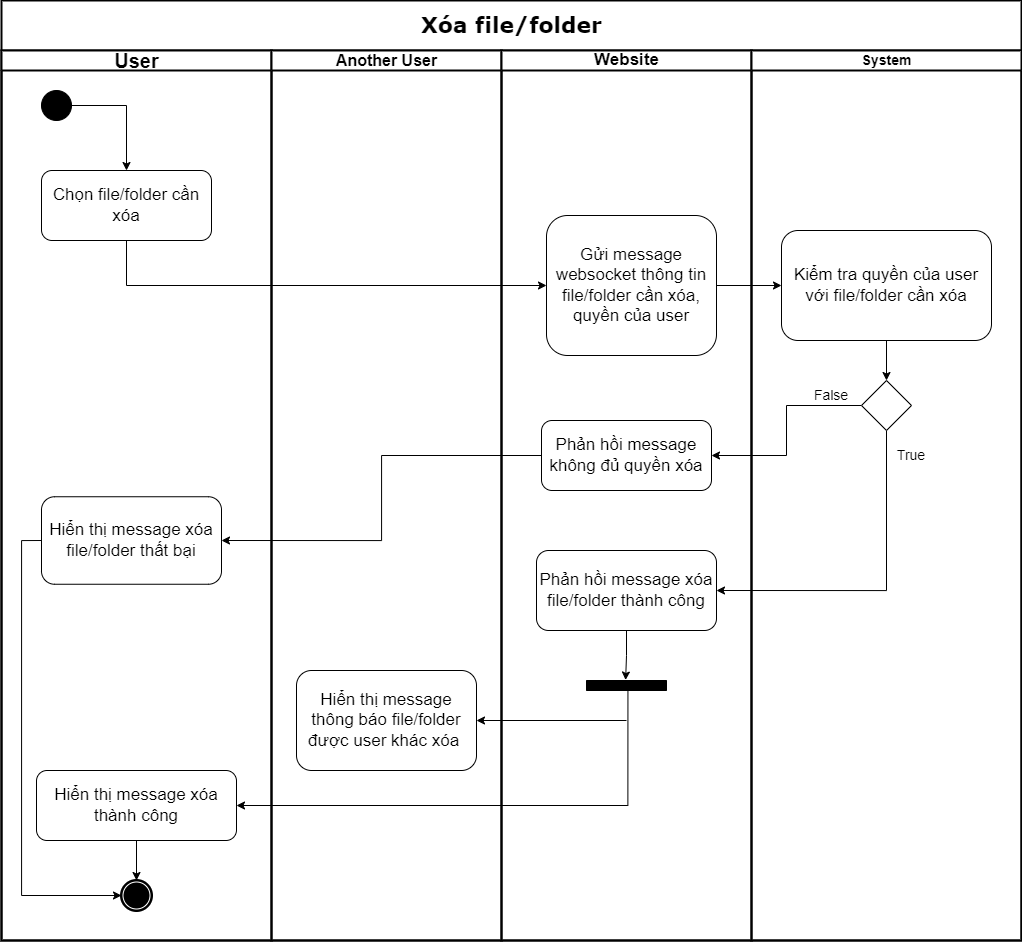 Xóa file/folder
User
Another User
Website
System
Chọn file/folder cần
xóa
Gửi message
websocket thông tin
file/folder cần xóa,
quyền của user
Kiểm tra quyền của user
với file/folder cần xóa
False
True
Phản hồi message
không đủ quyền xóa
Hiển thị message xóa
file/folder thất bại
Phản hồi message xóa
file/folder thành công
Hiển thị message
thông báo file/folder
được user khác xóa
Hiển thị message xóa
thành công